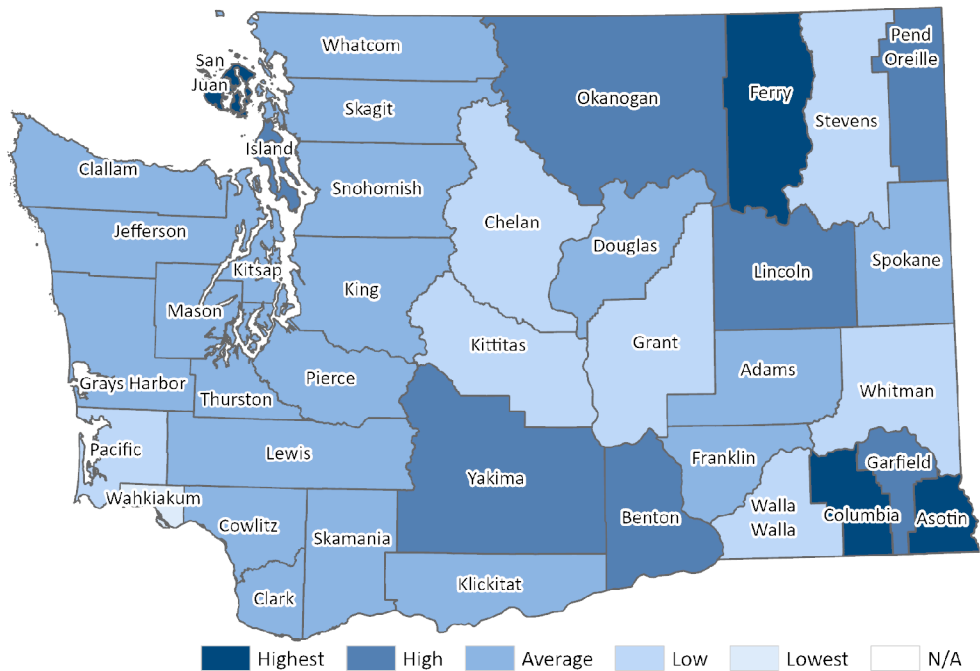 Whatcom
San
Juan
Skagit
Island
Clallam
Snohomish
Jefferson
Kitsap
King
Mason
Grays Harbor
Thurston
Pierce
Pacific
Lewis
Wahkiakum
Cowlitz
Skamania
Clark
Okanogan
Ferry
Stevens
Pend
Oreille
Chelan
Douglas
Lincoln
Spokane
Kittitas
Grant
Adams
Whitman
Yakima
Benton
Franklin
Walla
Walla
Columbia
Garfield
Asotin
Klickitat
Highest
High
Average
Low
Lowest
N/A